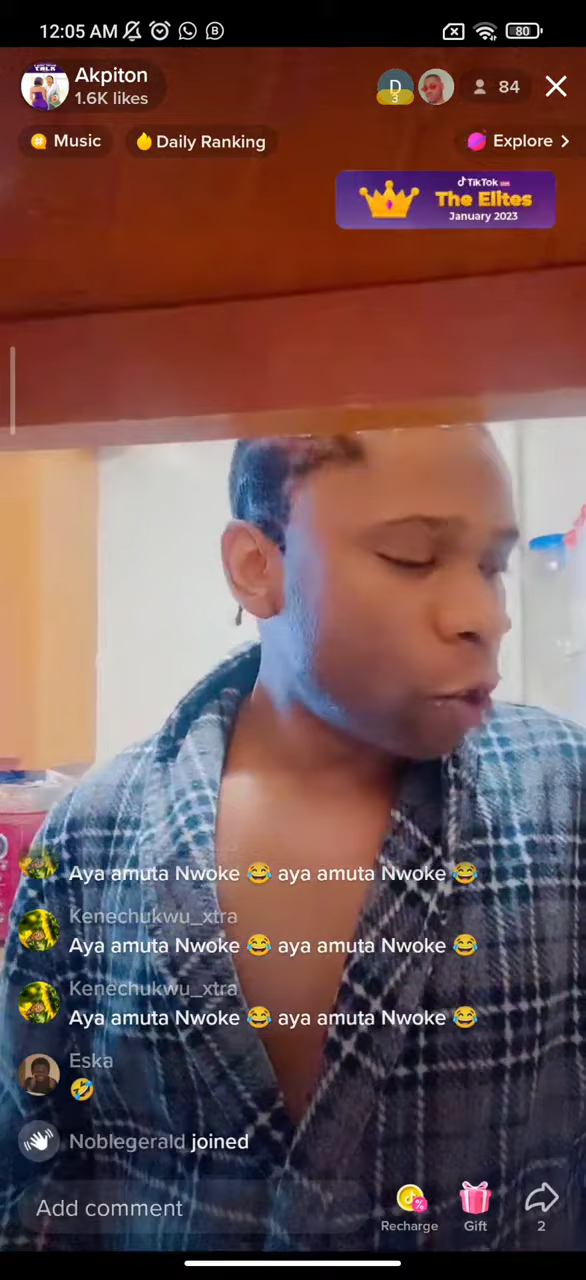 12:05 AM
80
Akpiton
1.6K likes
D
3
84
Music
Daily Ranking
Explore
TikTok LIVE
The Elites
January 2023
Aya amuta Nwoke 😂 aya amuta Nwoke 😂
Kenechukwu_xtra
Aya amuta Nwoke 😂 aya amuta Nwoke 😂
Kenechukwu_xtra
Aya amuta Nwoke 😂 aya amuta Nwoke 😂
Eska
🤣
Noblegerald joined
Add comment
Recharge
Gift
2